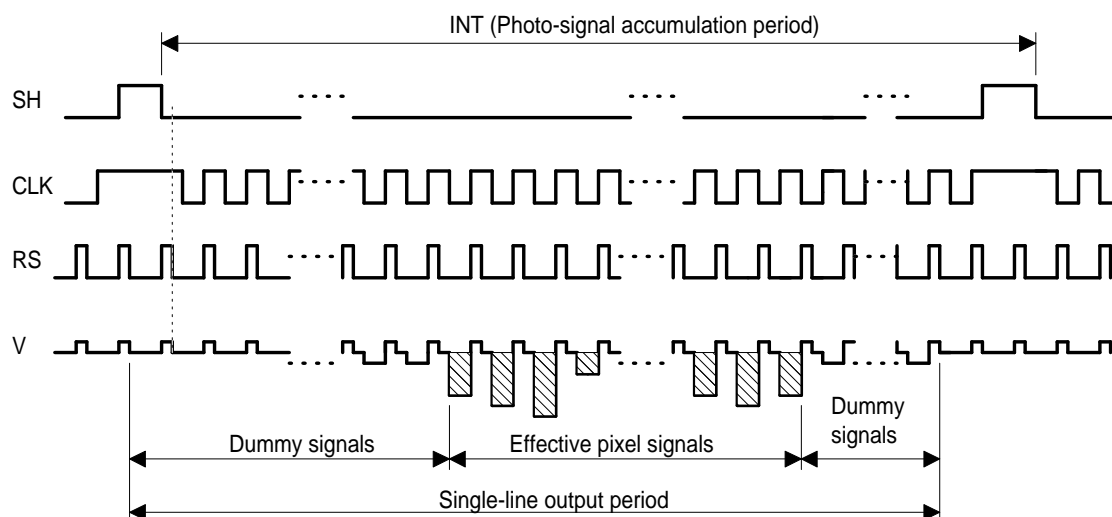 INT (Photo-signal accumulation period)
SH
CLK
RS
V
Dummy signals
Effective pixel signals
Dummy
signals
Single-line output period